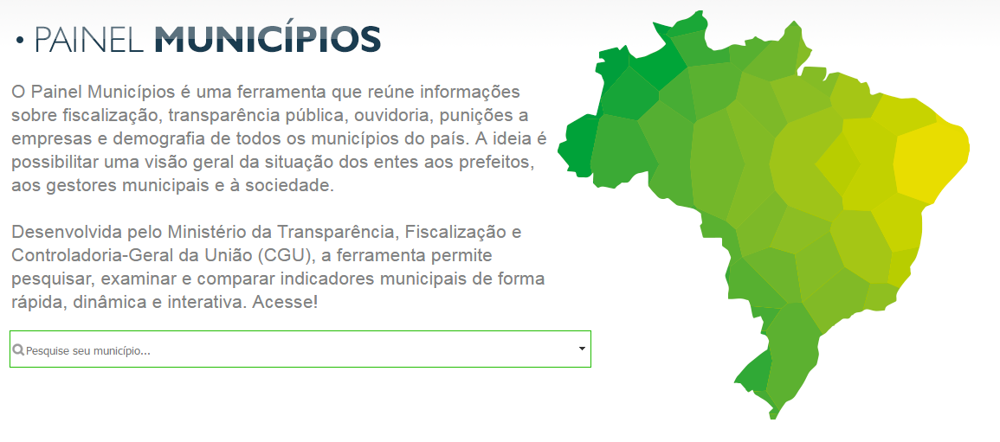 • PAINEL MUNICÍPIOS
O Painel Municípios é uma ferramenta que reúne informações
sobre fiscalização, transparência pública, ouvidoria, punições a
empresas e demografia de todos os municípios do país. A ideia é
possibilitar uma visão geral da situação dos entes aos prefeitos,
aos gestores municipais e à sociedade.
Desenvolvida pelo Ministério da Transparência, Fiscalização e
Controladoria-Geral da União (CGU), a ferramenta permite
pesquisar, examinar e comparar indicadores municipais de forma
rápida, dinâmica e interativa. Acesse!
Pesquise seu município...